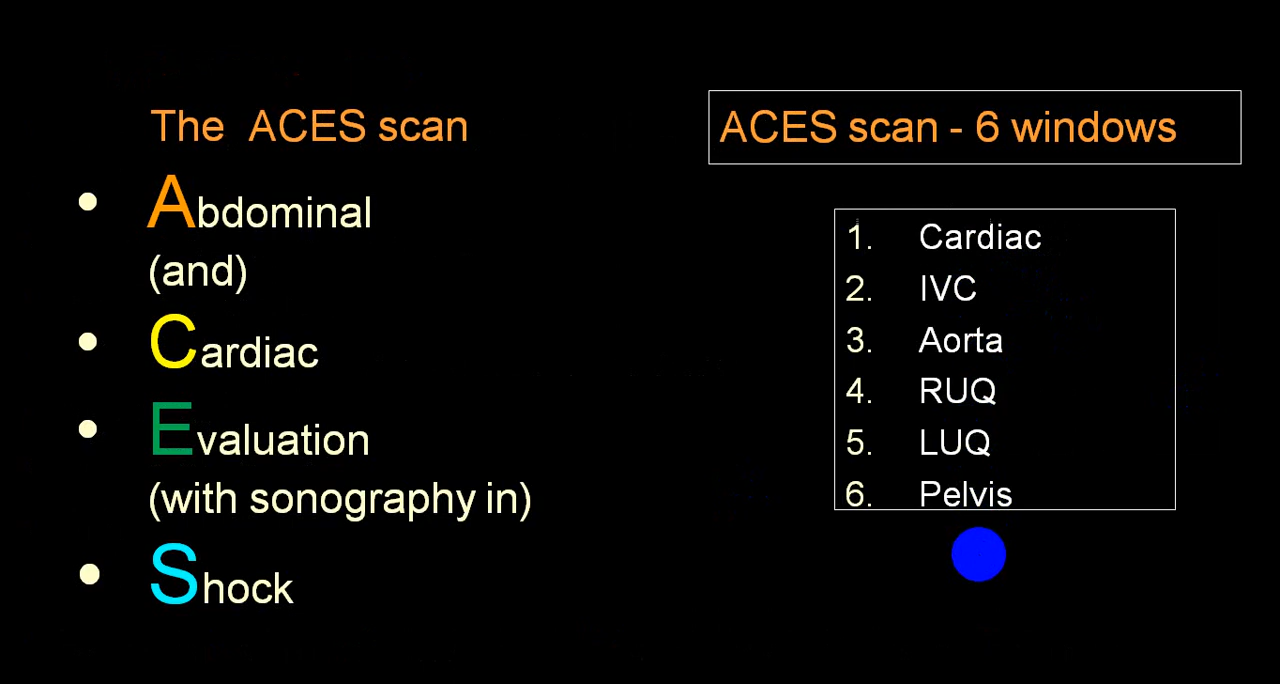 The ACES scan
• Abdominal
(and)
• Cardiac
• Evaluation
(with sonography in)
• Shock
ACES scan - 6 windows
1. Cardiac
2. IVC
3. Aorta
4. RUQ
5. LUQ
6. Pelvis